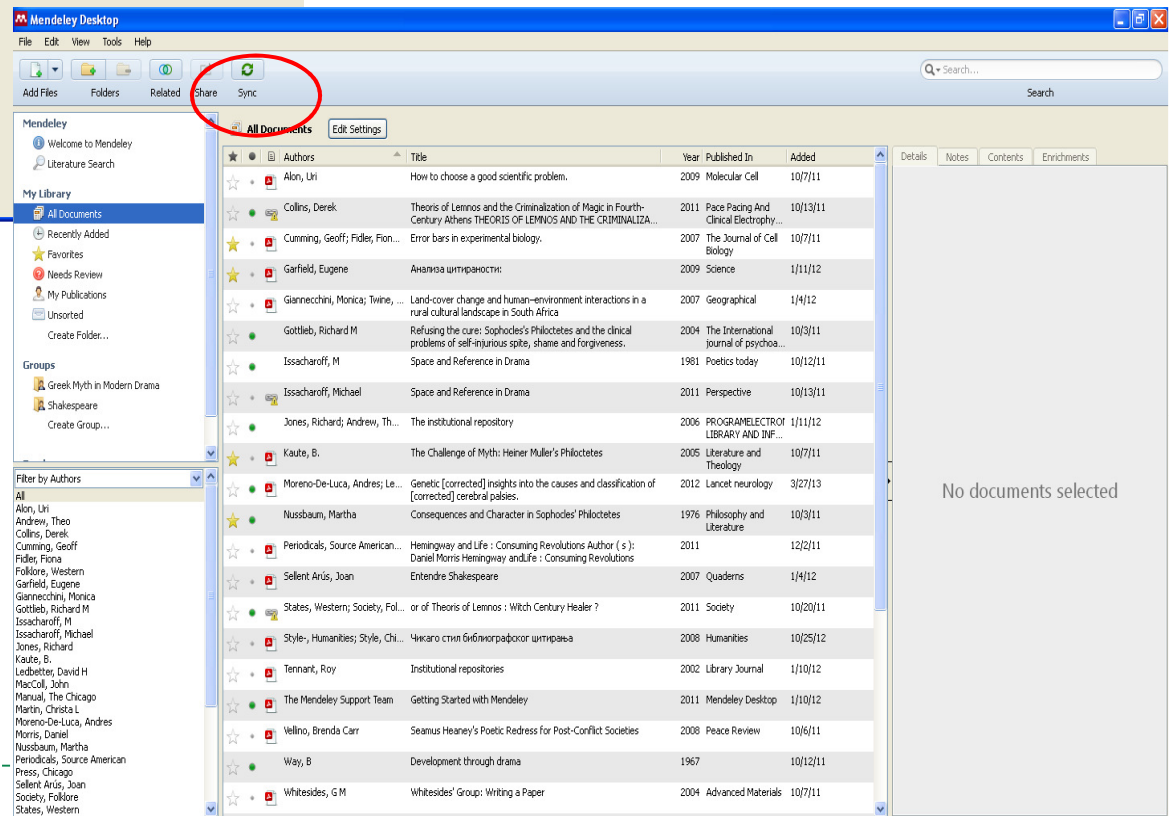 Mendeley Desktop
File Edit View Tools Help
Add Files Folders Related Share Sync
Search...
Search
Mendeley
Welcome to Mendeley
Literature Search
My Library
All Documents
Recently Added
Favorites
Needs Review
My Publications
Unsorted
Create Folder...
Groups
Greek Myth in Modern Drama
Shakespeare
Create Group...
Filter by Authors
All
Alon, Uri
Andrew, Theo
Collins, Derek
Cumming, Geoff
Fidler, Fiona
Folklore, Western
Garfield, Eugene
Giannecchini, Monica
Gottlieb, Richard M
Issacharoff, M
Issacharoff, Michael
Jones, Richard
Kaute, B.
Ledbetter, David H
MacColl, John
Manual, The Chicago
Martin, Christa L
Moreno-De-Luca, Andres
Morris, Daniel
Nussbaum, Martha
Periodicals, Source American
Press, Chicago
Sellent Arús, Joan
Society, Folklore
States, Western
All Documents Edit Settings
Authors Title Year Published In Added
Alon, Uri How to choose a good scientific problem. 2009 Molecular Cell 10/7/11
Collins, Derek Theoris of Lemnos and the Criminalization of Magic in Fourth- 2011 Pace Pacing And 10/13/11
Century Athens THEORIS OF LEMNOS AND THE CRIMINALIZA... Clinical Electrophy...
Cumming, Geoff; Fidler, Fion... Error bars in experimental biology. 2007 The Journal of Cell 10/7/11
Biology
Garfield, Eugene Анализа цитираности: 2009 Science 1/11/12
Giannecchini, Monica; Twine, ... Land-cover change and human–environment interactions in a 2007 Geographical 1/4/12
rural cultural landscape in South Africa
Gottlieb, Richard M Refusing the cure: Sophocles's Philoctetes and the clinical 2004 The International 10/3/11
problems of self-injurious spite, shame and forgiveness. journal of psychoa...
Issacharoff, M Space and Reference in Drama 1981 Poetics today 10/12/11
Issacharoff, Michael Space and Reference in Drama 2011 Perspective 10/13/11
Jones, Richard; Andrew, Th... The institutional repository 2006 PROGRAMELECTROI 1/11/12
LIBRARY AND INF...
Kaute, B. The Challenge of Myth: Heiner Muller's Philoctetes 2005 Literature and 10/7/11
Theology
Moreno-De-Luca, Andres; Le... Genetic [corrected] insights into the causes and classification of 2012 Lancet neurology 3/27/13
[corrected] cerebral palsies.
Nussbaum, Martha Consequences and Character in Sophocles' Philoctetes 1976 Philosophy and 10/3/11
Literature
Periodicals, Source American... Hemingway and Life : Consuming Revolutions Author ( s ): 2011 12/2/11
Daniel Morris Hemingway andLife : Consuming Revolutions
Sellent Arús, Joan Entendre Shakespeare 2007 Quaderns 1/4/12
States, Western; Society, Fol... or of Theoris of Lemnos : Witch Century Healer ? 2011 Society 10/20/11
Style-, Humanities; Style, Chi... Чикаго стил библиографског цитирања 2008 Humanities 10/25/12
Tennant, Roy Institutional repositories 2002 Library Journal 1/10/12
The Mendeley Support Team Getting Started with Mendeley 2011 Mendeley Desktop 1/10/12
Vellino, Brenda Carr Seamus Heaney's Poetic Redress for Post-Conflict Societies 2008 Peace Review 10/6/11
Way, B Development through drama 1967 10/12/11
Whitesides, G M Whitesides' Group: Writing a Paper 2004 Advanced Materials 10/7/11
Details Notes Contents Enrichments
No documents selected